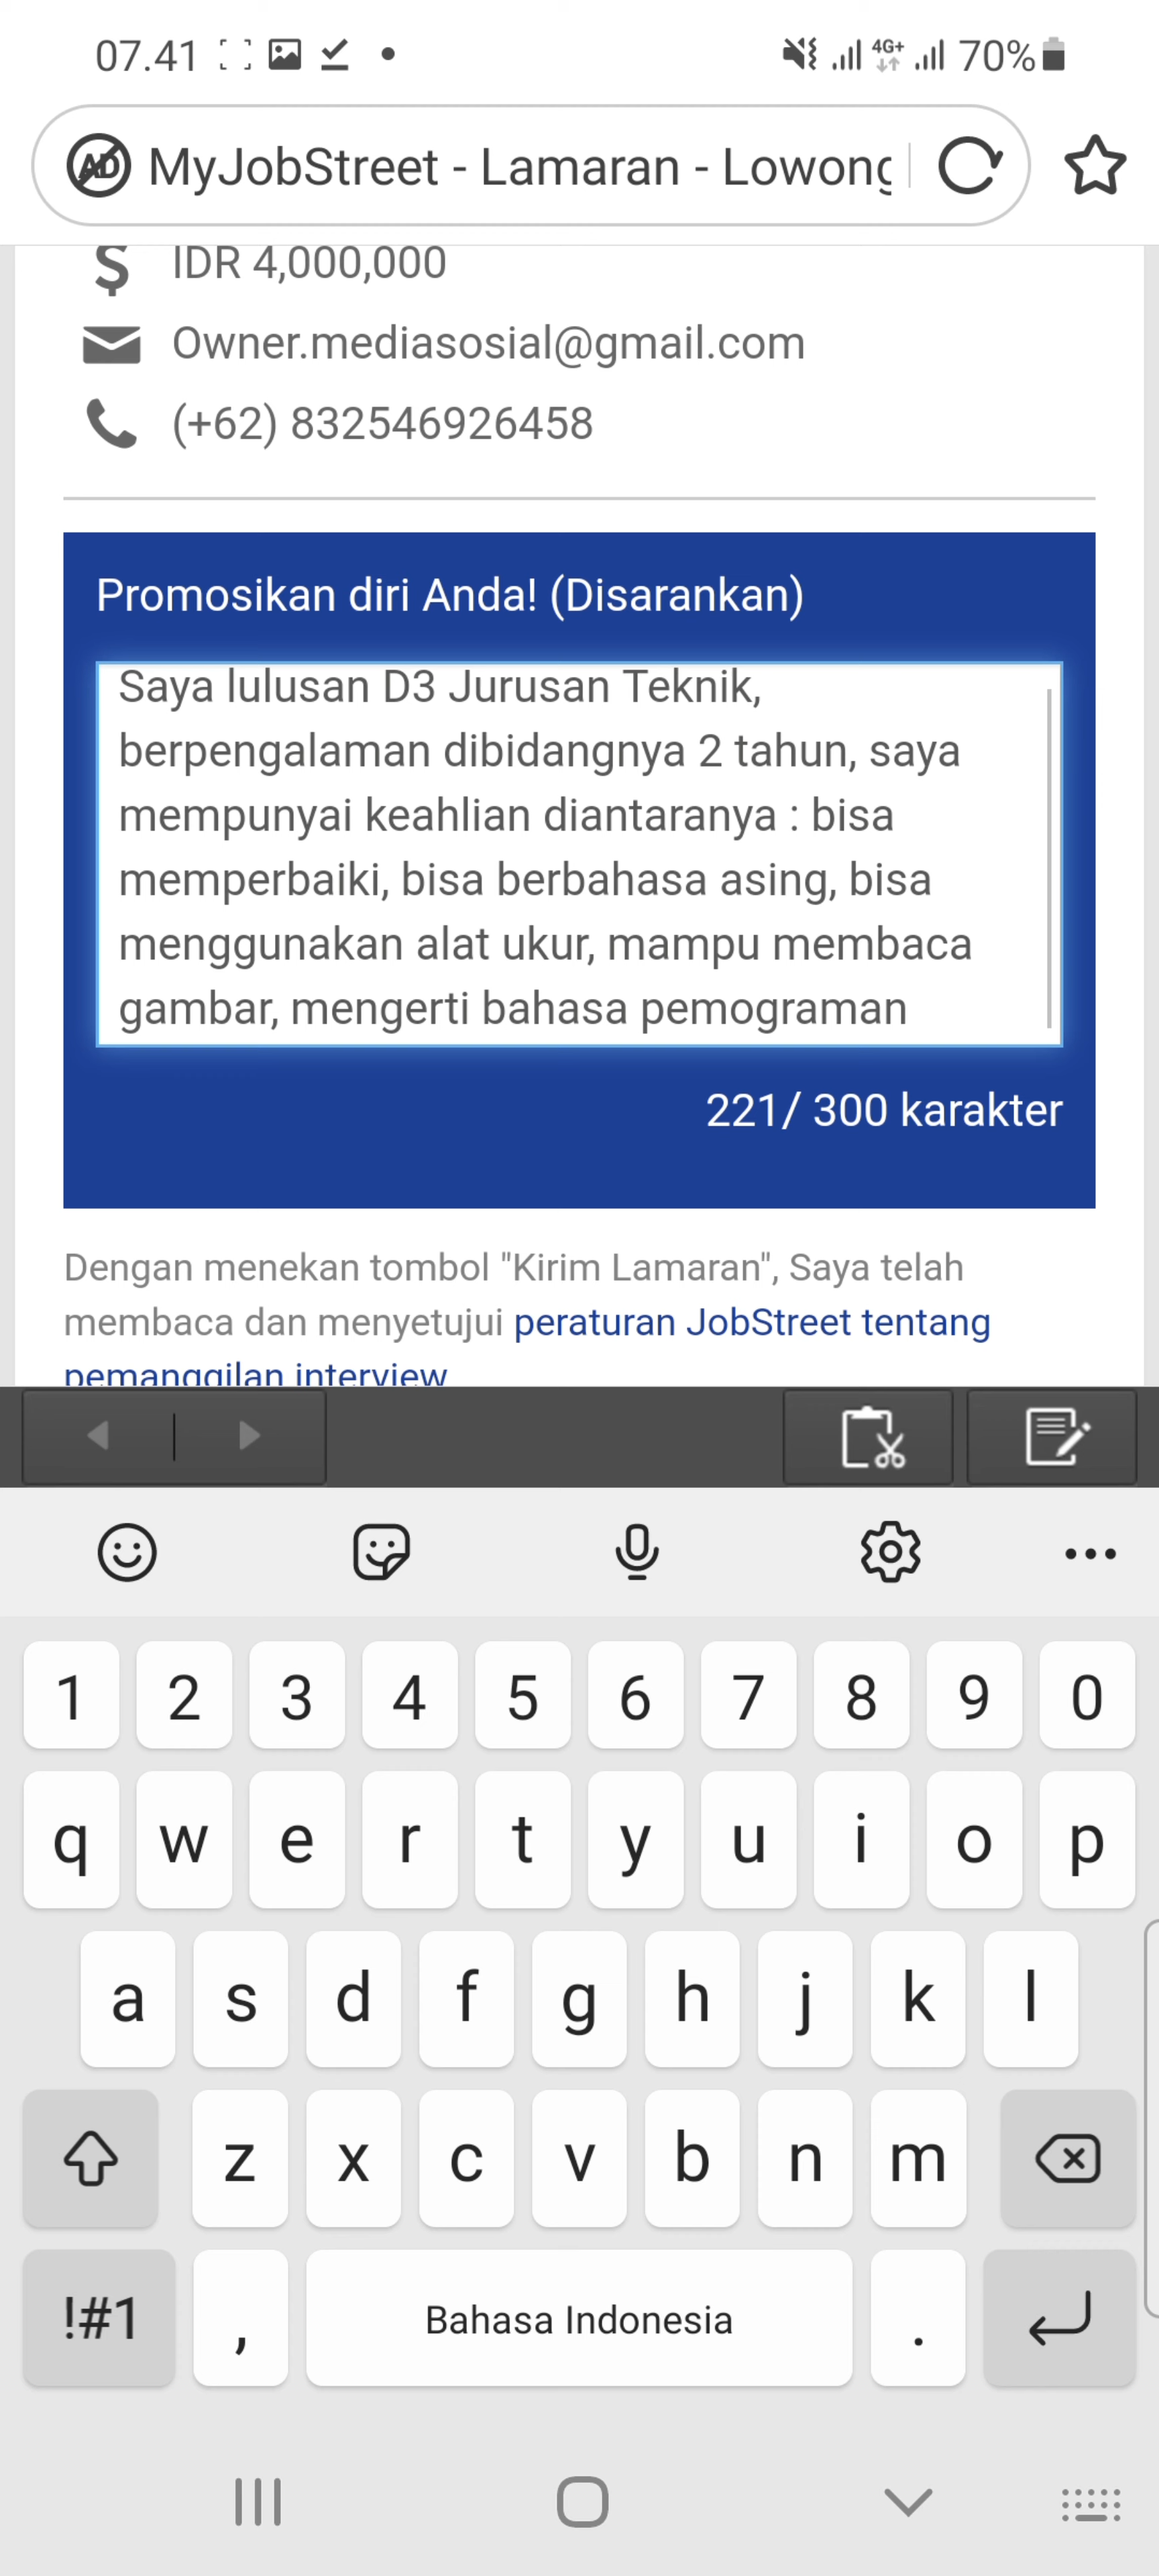 07.41
4G+
70%
MyJobStreet - Lamaran - Lowong
IDR 4,000,000
Owner.mediasosial@gmail.com
(+62) 832546926458
Promosikan diri Anda! (Disarankan)
Saya lulusan D3 Jurusan Teknik,
berpengalaman dibidangnya 2 tahun, saya
mempunyai keahlian diantaranya : bisa
memperbaiki, bisa berbahasa asing, bisa
menggunakan alat ukur, mampu membaca
gambar, mengerti bahasa pemograman
221/ 300 karakter
Dengan menekan tombol "Kirim Lamaran", Saya telah
membaca dan menyetujui peraturan JobStreet tentang
pemanggilan interview
1 2 3 4 5 6 7 8 9 0
q w e r t y u i o p
a s d f g h j k l
z x c v b n m
!#1 , Bahasa Indonesia .